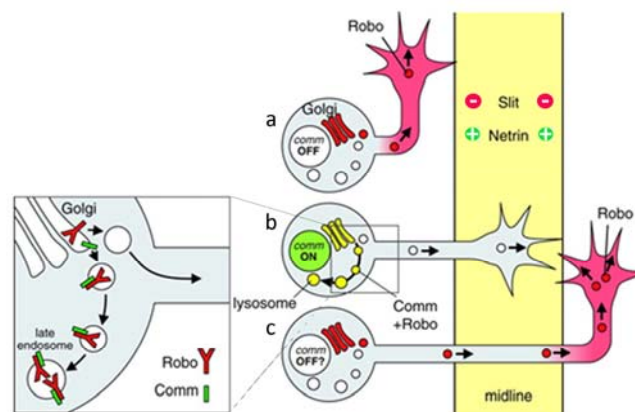 Robo
Golgi
a
comm
OFF
Slit
Netrin
Golgi
b
comm
ON
lysosome
Comm
+Robo
Robo
late
endosome
Robo
Comm
c
comm
OFF?
midline